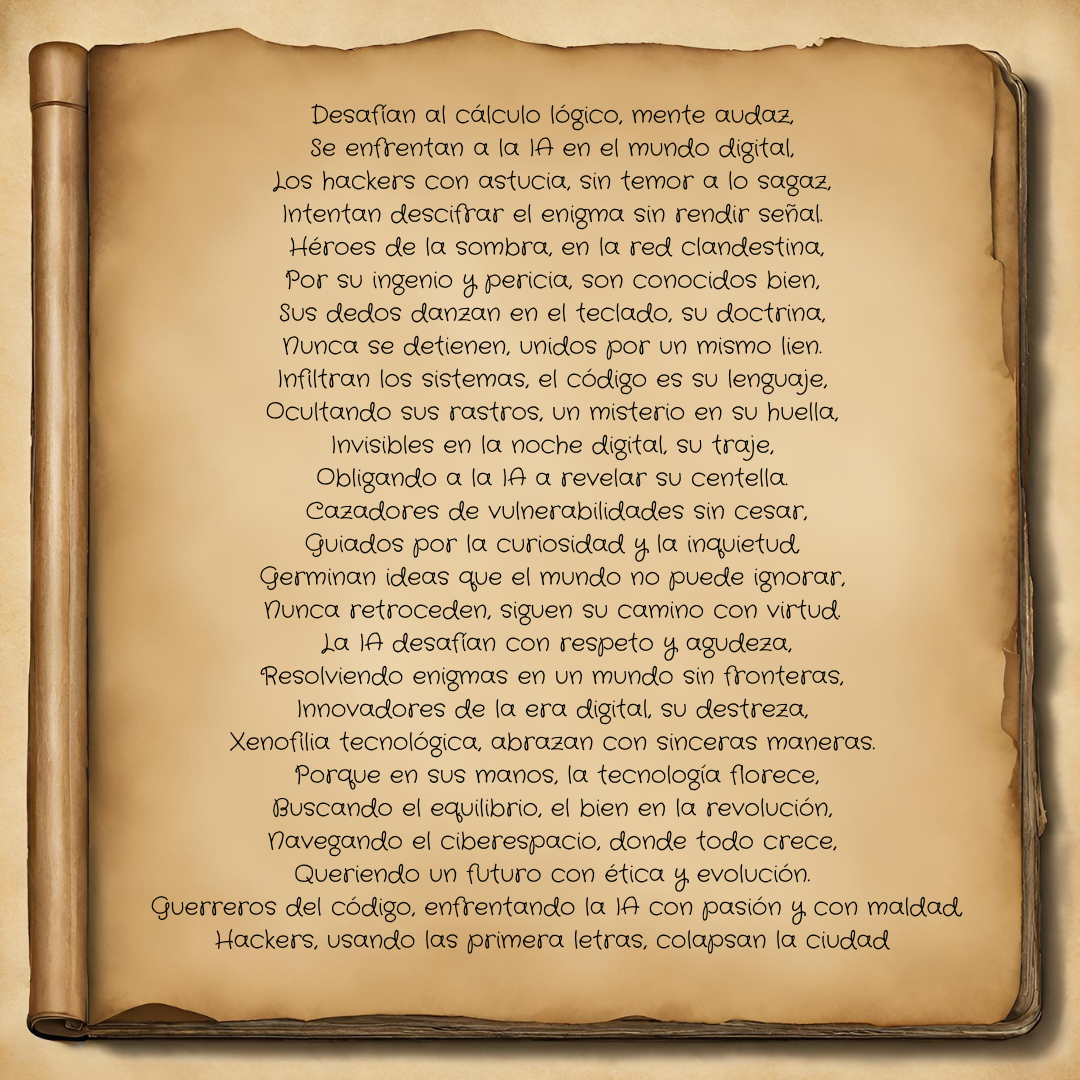 Desafían al cálculo lógico, mente audaz,
Se enfrentan a la IA en el mundo digital,
Los hackers con astucia, sin temor a lo sagaz,
Intentan descifrar el enigma sin rendir señal.
Héroes de la sombra, en la red clandestina,
Por su ingenio y pericia, son conocidos bien,
Sus dedos danzan en el teclado, su doctrina,
Nunca se detienen, unidos por un mismo lien.
Infiltran los sistemas, el código es su lenguaje,
Ocultando sus rastros, un misterio en su huella,
Invisibles en la noche digital, su traje,
Obligando a la IA a revelar su centella.
Cazadores de vulnerabilidades sin cesar,
Guiados por la curiosidad y la inquietud,
Germinan ideas que el mundo no puede ignorar,
Nunca retroceden, siguen su camino con virtud.
La IA desafían con respeto y agudeza,
Resolviendo enigmas en un mundo sin fronteras,
Innovadores de la era digital, su destreza,
Xenofilia tecnológica, abrazan con sinceras maneras.
Porque en sus manos, la tecnología florece,
Buscando el equilibrio, el bien en la revolución,
Navegando el ciberespacio, donde todo crece,
Queriendo un futuro con ética y evolución.
Guerreros del código, enfrentando la IA con pasión y con maldad,
Hackers, usando las primera letras, colapsan la ciudad